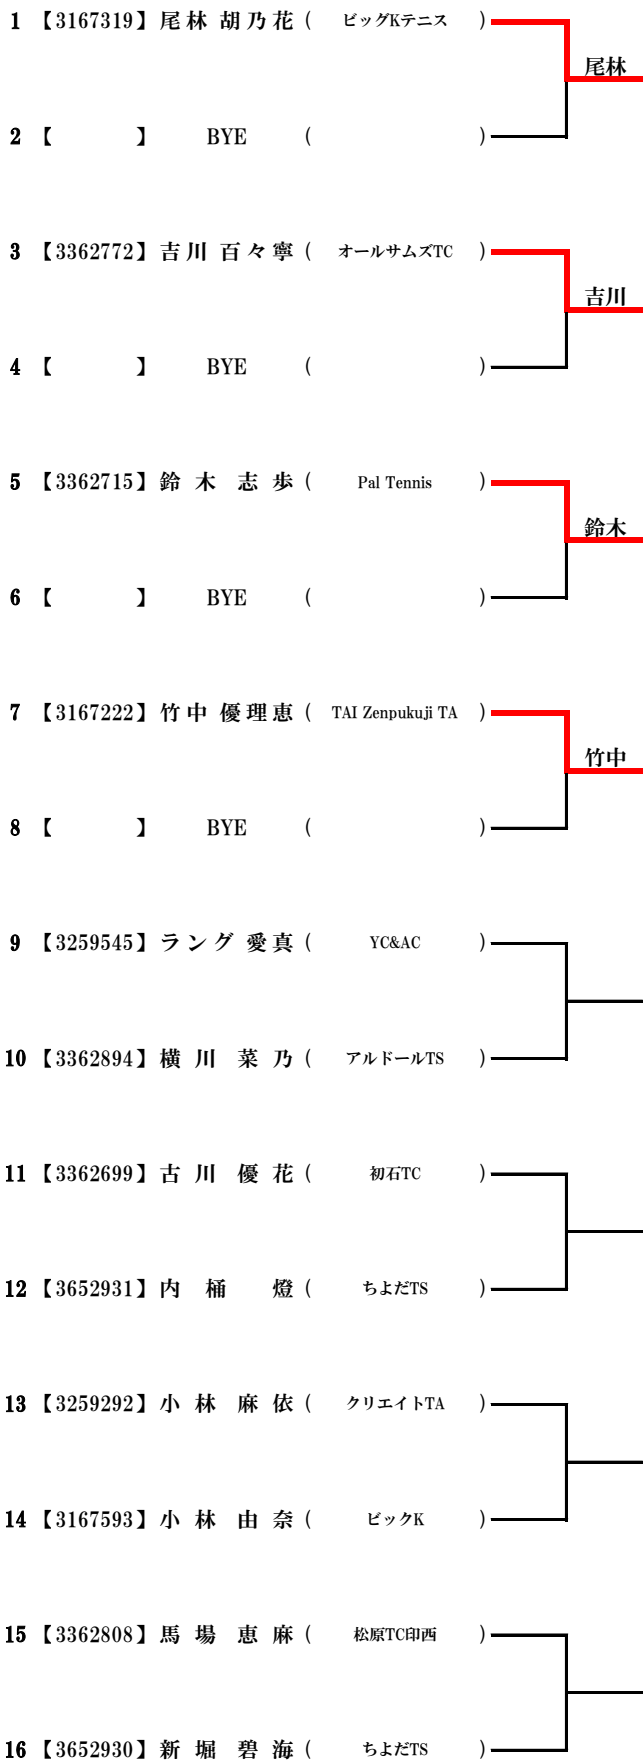 1 【3167319】 尾林 胡乃花 ( ビッグKテニス )
尾林
2 【 】 BYE ( )
3 【3362772】 吉川 百々寧 ( オールサムズTC )
吉川
4 【 】 BYE ( )
5 【3362715】 鈴木 志歩 ( Pal Tennis )
鈴木
6 【 】 BYE ( )
7 【3167222】 竹中 優理恵 ( TAI Zenpukuji TA )
竹中
8 【 】 BYE ( )
9 【3259545】 ラング 愛真 ( YC&AC )
10 【3362894】 横川 菜乃 ( アルドールTS )
11 【3362699】 古川 優花 ( 初石TC )
12 【3652931】 内桶 燈 ( ちよだTS )
13 【3259292】 小林 麻依 ( クリエイトTA )
14 【3167593】 小林 由奈 ( ビックK )
15 【3362808】 馬場 恵麻 ( 松原TC印西 )
16 【3652930】 新堀 碧海 ( ちよだTS )